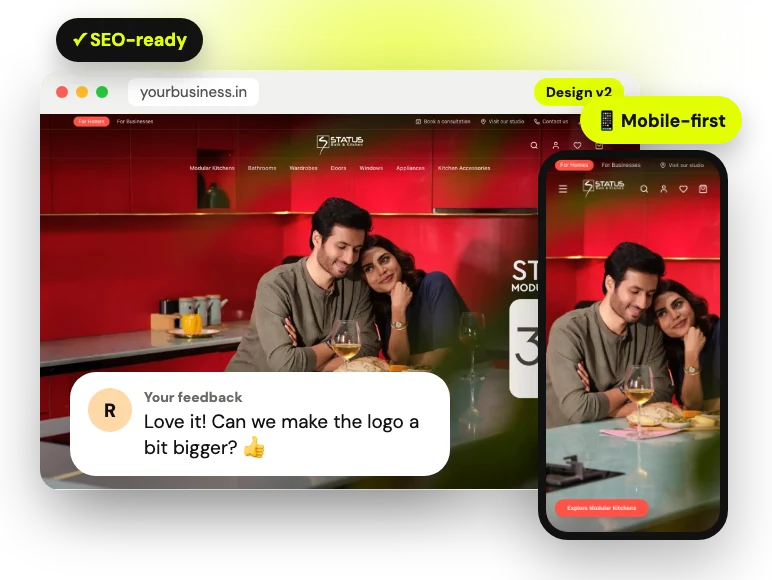 ✓SEO-ready
yourbusiness.in
Design v2
Mobile-first
For Homes For Businesses
Book a consultation Visit our studio Contact us
STATUS
Bath & Kitchen
Modular Kitchens Bathrooms Wardrobes Doors Windows Appliances Kitchen Accessories
ST
MODU
3
Your feedback
R
Love it! Can we make the logo a
bit bigger? 👍
For Homes For Businesses Visit our studio
STATUS
Explore Modular Kitchens